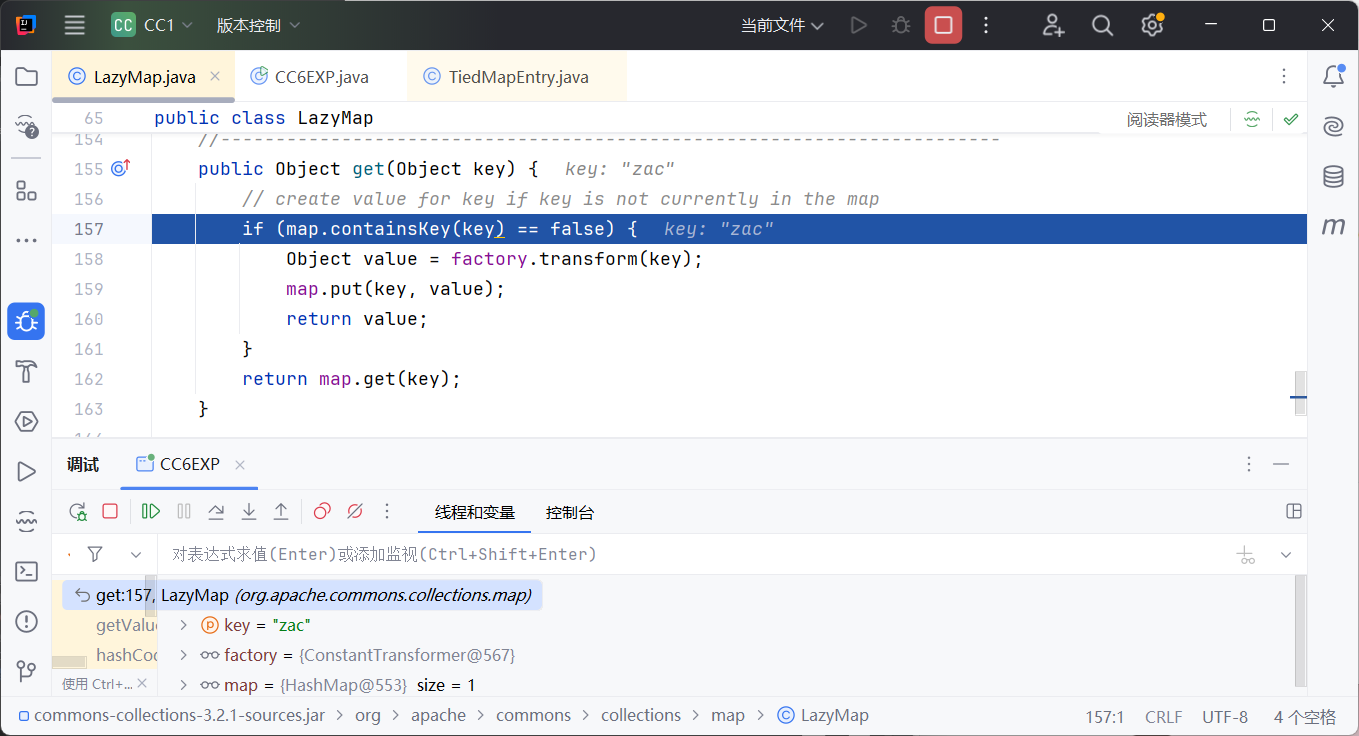 CC CC1 版本控制 当前文件
LazyMap.java CC6EXP.java TiedMapEntry.java
65 public class LazyMap 阅读器模式
154 //-----------------------------------------------------------------------
155 public Object get(Object key) { key: "zac"
156 // create value for key if key is not currently in the map
157 if (map.containsKey(key) == false) { key: "zac"
158 Object value = factory.transform(key);
159 map.put(key, value);
160 return value;
161 }
162 return map.get(key);
163 }
调试 CC6EXP
线程和变量 控制台
对表达式求值(Enter)或添加监视(Ctrl+Shift+Enter)
get:157, LazyMap (org.apache.commons.collections.map)
getValu
key = "zac"
hashCod
factory = {ConstantTransformer@567}
使用 Ctrl+...
map = {HashMap@553} size = 1
commons-collections-3.2.1-sources.jar > org > apache > commons > collections > map > LazyMap 157:1 CRLF UTF-8 4 个空格